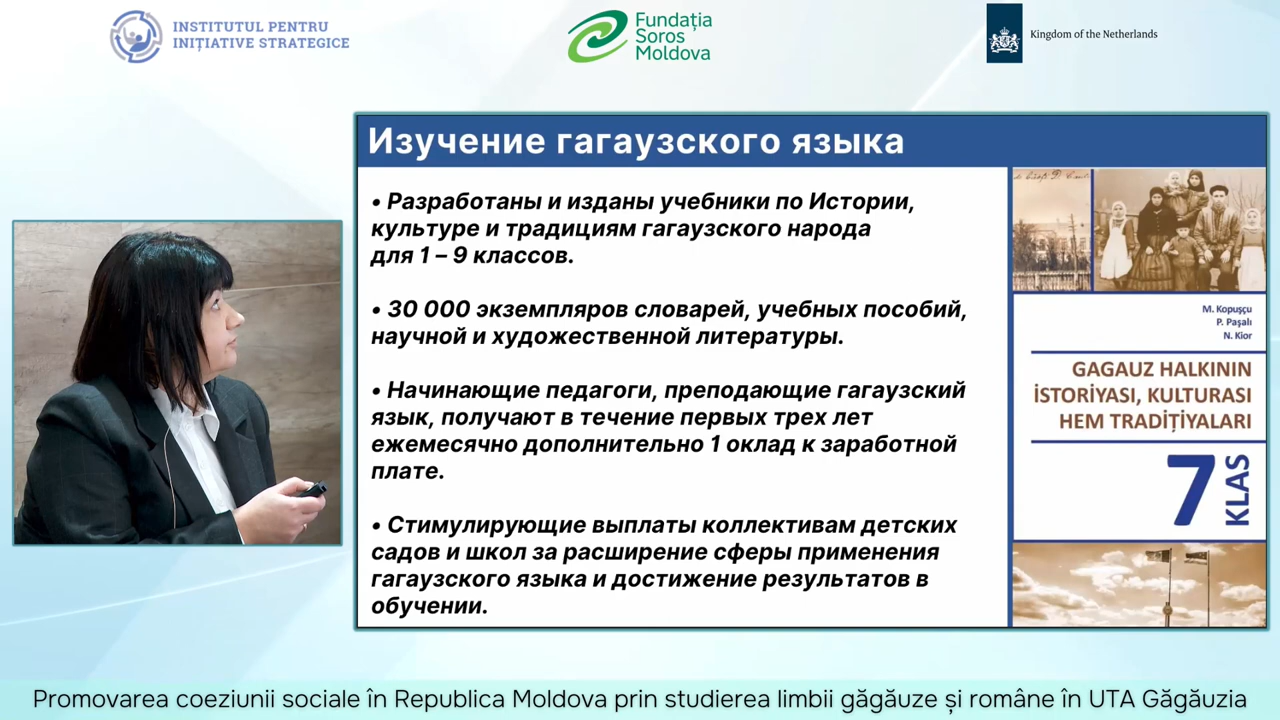 INSTITUTUL PENTRU
INIȚIATIVE STRATEGICE
Fundația
Soros
Moldova
Kingdom of the Netherlands
Изучение гагаузского языка
• Разработаны и изданы учебники по Истории,
культуре и традициям гагаузского народа
для 1 – 9 классов.
• 30 000 экземпляров словарей, учебных пособий,
научной и художественной литературы.
• Начинающие педагоги, преподающие гагаузский
язык, получают в течение первых трех лет
ежемесячно дополнительно 1 оклад к заработной
плате.
• Стимулирующие выплаты коллективам детских
садов и школ за расширение сферы применения
гагаузского языка и достижение результатов в
обучении.
M. Kopuşçu
P. Paşalı
N. Kior
GAGAUZ HALKININ
İSTORİYASI, KULTURASI
HEM TRADİŢİYALARI
7
KLAS
Promovarea coeziunii sociale în Republica Moldova prin studierea limbii găgăuze și române în UTA Găgăuzia